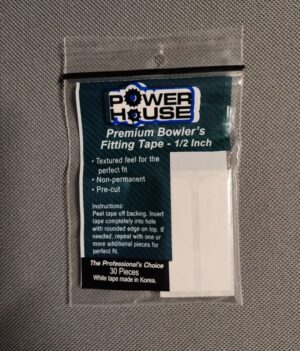 POWER
HOUSE
Premium Bowler's
Fitting Tape - 1/2 Inch
• Textured feel for the
perfect fit
• Non-permanent
• Pre-cut
Instructions:
Peel tape off backing. Insert
tape completely into hole
with rounded edge on top. If
needed, repeat with one or
more additional pieces for
perfect fit.
The Professional's Choice
30 Pieces
White tape made in Korea.